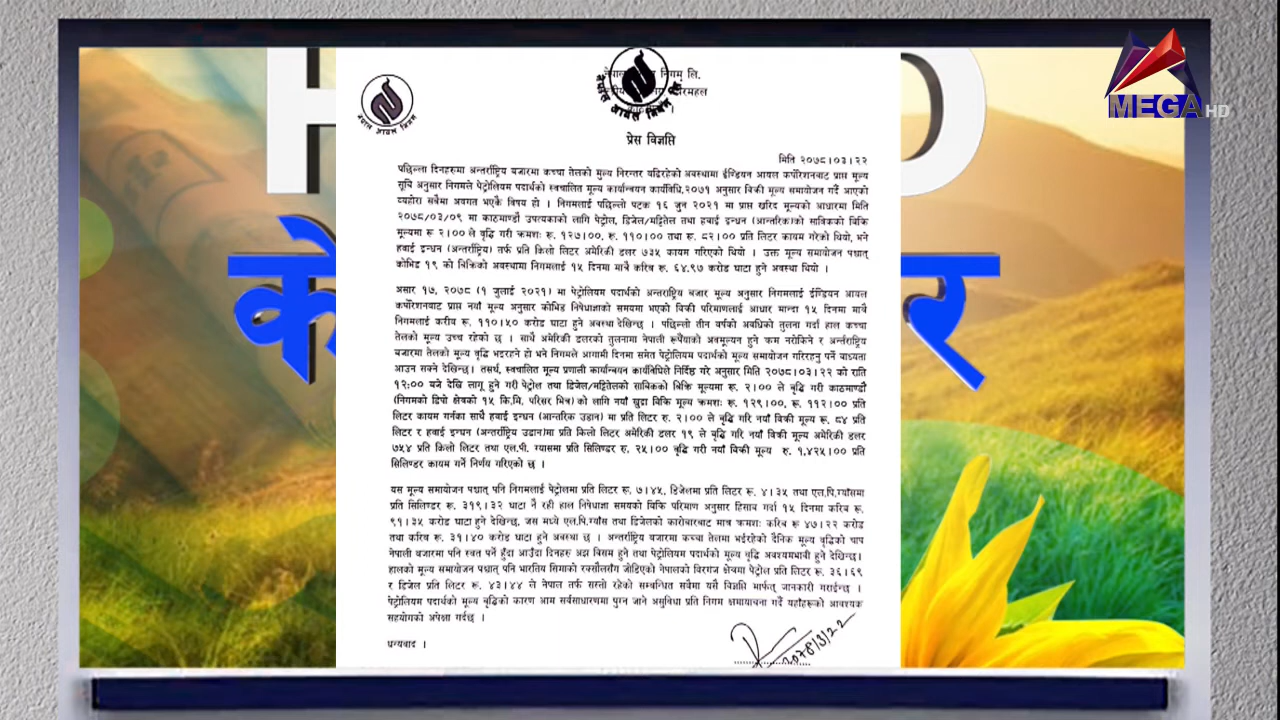 MEGA HD
H
D
के
र
नेपाल आयल निगम
नेपाल आयल निगम
प्रेस विज्ञप्ति
मिति २०७८।०३।२२
पछिल्ला दिनहरुमा अन्तर्राष्ट्रिय बजारमा कच्चा तेलको मूल्य निरन्तर बढिरहेको अवस्थामा ईण्डियन आयल कर्पोरेशनबाट प्राप्त मूल्य
सूचि अनुसार निगमले पेट्रोलियम पदार्थको स्वचालित मूल्य कार्यान्वयन कार्यविधि,२०७१ अनुसार बिक्री मूल्य समायोजन गर्दै आएको
व्यहोरा सबैमा अवगत भएकै विषय हो । निगमलाई पछिल्लो पटक १६ जुन २०२१ मा प्राप्त खरिद मूल्यको आधारमा मिति
२०७८/०३/०९ मा काठमाण्डौ उपत्यकाको लागि पेट्रोल, डिजेल/मट्टितेल तथा हवाई इन्धन (आन्तरिक)को साविकको बिक्रि
मूल्यमा रू २।०० ले वृद्धि गरी क्रमशः रू. १२७।००, रू. ११०।०० तथा रू. ८२।०० प्रति लिटर कायम गरेको थियो, भने
हवाई इन्धन (अन्तर्राष्ट्रिय) तर्फ प्रति किलो लिटर अमेरिकी डलर ७३५ कायम गरिएको थियो । उक्त मूल्य समायोजन पश्चात्
कोभिड १९ को बिक्रिको अवस्थामा निगमलाई १५ दिनमा मात्रै करिब रू. ६४.९७ करोड घाटा हुने अवस्था थियो ।
असार १७, २०७८ (१ जुलाई २०२१) मा पेट्रोलियम पदार्थको अन्तराष्ट्रिय बजार मूल्य अनुसार निगमलाई ईण्डियन आयल
कर्पोरेशनबाट प्राप्त नयाँ मूल्य अनुसार कोभिड निषेधाज्ञाको समयमा भएको बिक्री परिमाणलाई आधार मान्दा १५ दिनमा मात्रै
निगमलाई करीब रू. ११०।५० करोड घाटा हुने अवस्था देखिन्छ । पछिल्लो तीन वर्षको अवधिको तुलना गर्दा हाल कच्चा
तेलको मूल्य उच्च रहेको छ । साथै अमेरिकी डलरको तुलनामा नेपाली रूपैयाको अवमूल्यन हुने क्रम नरोकिने र अन्तर्राष्ट्रिय
बजारमा तेलको मूल्य वृद्धि भइरहने हो भने निगमले आगामी दिनमा समेत पेट्रोलियम पदार्थको मूल्य समायोजन गरिरहनु पर्ने बाध्यता
आउन सक्ने देखिन्छ। तसर्थ, स्वचालित मूल्य प्रणाली कार्यान्वयन कार्यविधिले निर्दिष्ठ गरे अनुसार मिति २०७८।०३।२२ को राति
१२:०० बजे देखि लागू हुने गरी पेट्रोल तथा डिजेल/मट्टितेलको साविकको बिक्रि मूल्यमा रू. २।०० ले वृद्धि गरी काठमाण्डौ
(निगमको डिपो क्षेत्रको १५ कि.मि. परिसर भित्र) को लागि नयाँ खुद्रा बिक्रि मूल्य क्रमशः रू. १२९।००, रू. ११२।०० प्रति
लिटर कायम गर्नका साथै हवाई इन्धन (आन्तरिक उडान) मा प्रति लिटर रु. २।०० ले वृद्धि गरि नयाँ विक्री मूल्य रू. ८४ प्रति
लिटर र हवाई इन्धन (अन्तर्राष्ट्रिय उडान)मा प्रति किलो लिटर अमेरिकी डलर १९ ले वृद्धि गरि नयाँ विक्री मूल्य अमेरिकी डलर
७५४ प्रति किलो लिटर तथा एल.पी. ग्यासमा प्रति सिलिण्डर रु. २५।०० वृद्धि गरी नयाँ विक्री मूल्य रु. १,४२५।०० प्रति
सिलिण्डर कायम गर्ने निर्णय गरिएको छ ।
यस मूल्य समायोजन पश्चात् पनि निगमलाई पेट्रोलमा प्रति लिटर रू. ७।४५, डिजेलमा प्रति लिटर रू. ४।३५ तथा एल.पि.ग्याँसमा
प्रति सिलिण्डर रू. ३१९।३२ घाटा नै रही हाल निषेधाज्ञा समयको बिक्रि परिमाण अनुसार हिसाब गर्दा १५ दिनमा करिब रू.
९१।३५ करोड घाटा हुने देखिन्छ, जस मध्ये एल.पि.ग्याँस तथा डिजेलको कारोबारबाट मात्र क्रमशः करिब रू ४७।२२ करोड
तथा करिब रू. ३१।४० करोड घाटा हुने अवस्था छ । अन्तर्राष्ट्रिय बजारमा कच्चा तेलमा भईरहेको दैनिक मूल्य वृद्धिको चाप
नेपाली बजारमा पनि स्वत पर्ने हुँदा आउँदा दिनहरु अझ विसम हुने तथा पेट्रोलियम पदार्थको मूल्य वृद्धि अवश्यमभावी हुने देखिन्छ।
हालको मूल्य समायोजन पश्चात् पनि भारतिय सिमाको रक्सौलसँग जोडिएको नेपालको विरगंज क्षेत्रमा पेट्रोल प्रति लिटर रू. ३६।६९
र डिजेल प्रति लिटर रू. ४३।४४ ले नेपाल तर्फ सस्तो रहेको सम्बन्धित सबैमा यसै विज्ञप्ति मार्फत् जानकारी गराईन्छ ।
पेट्रोलियम पदार्थको मूल्य वृद्धिको कारण आम सर्वसाधारणमा पुग्न जाने असुविधा प्रति निगम क्षमायाचना गर्दै यहाँहरूको आवश्यक
सहयोगको अपेक्षा गर्दछ ।
धन्यवाद ।
२०७८/३/२२